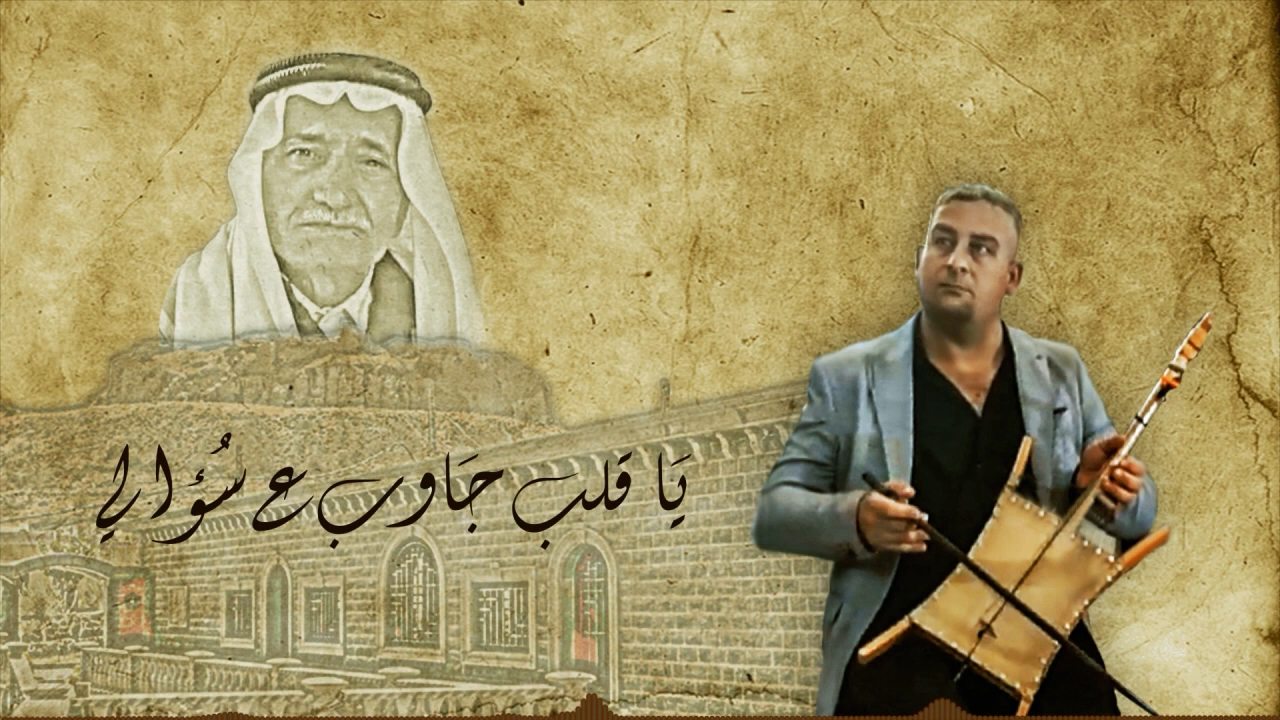 يَا قلب جَاوب ع سُؤالي